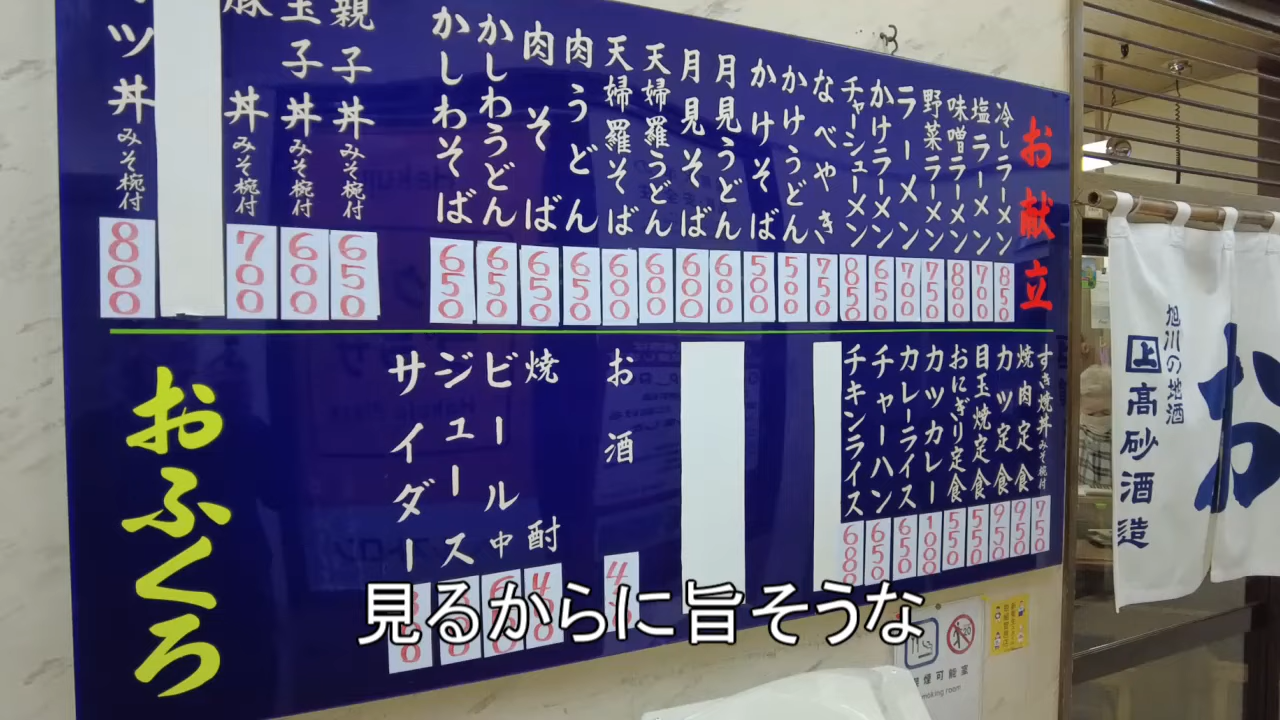 お献立
冷しラーメン 850
塩ラーメン 700
味噌ラーメン 800
野菜ラーメン 750
ラーメン 700
かけラーメン 650
チャーシューメン 850
なべやき 750
かけうどん 500
かけそば 500
月見うどん 600
月見そば 600
天婦羅うどん 600
天婦羅そば 600
肉うどん 650
肉そば 650
かしわうどん 650
かしわそば 650
親子丼 みそ椀付 650
玉子丼 みそ椀付 600
豚丼 みそ椀付 700
ツ丼 みそ椀付 800
すき焼丼 みそ椀付 750
焼肉定食 950
カツ定食 950
目玉焼定食 550
おにぎり定食 550
カツカレー 1000
カレーライス 650
チャーハン 650
チキンライス 680
お酒
焼酎
ビール中
ジュース
サイダー
おふくろ
旭川の地酒
上
髙砂酒造
お
見るからに旨そうな
喫煙可能室
smoking room
20